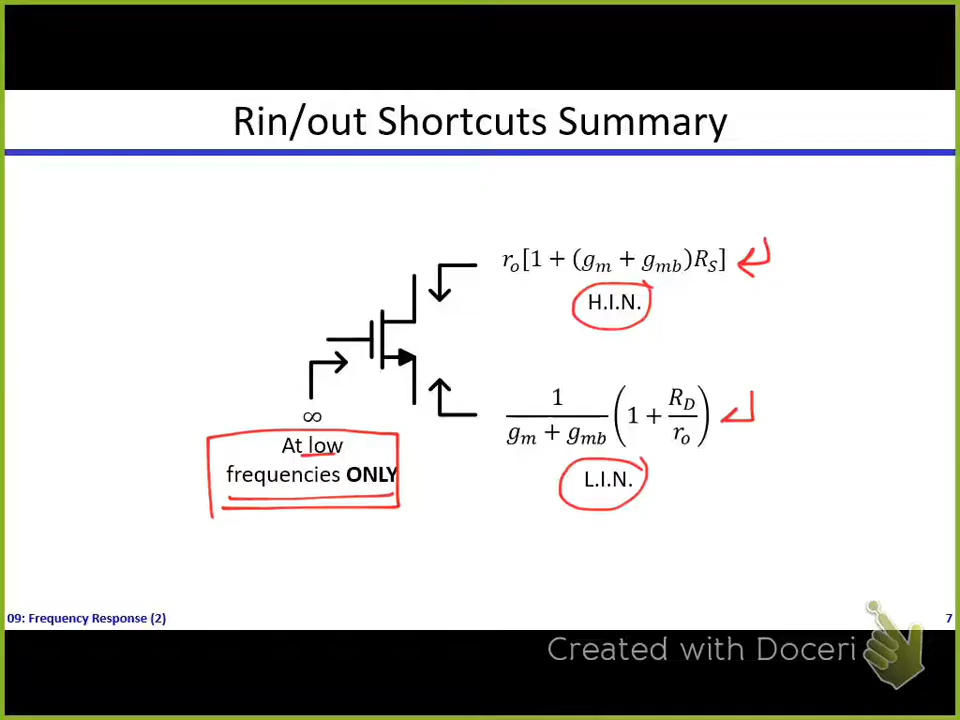 Rin/out Shortcuts Summary
r_o[1 + (g_m + g_mb)R_S]
H.I.N.
∞
At low
frequencies ONLY
1/(g_m + g_mb) (1 + R_D/r_o)
L.I.N.
09: Frequency Response (2)
7
Created with Doceri